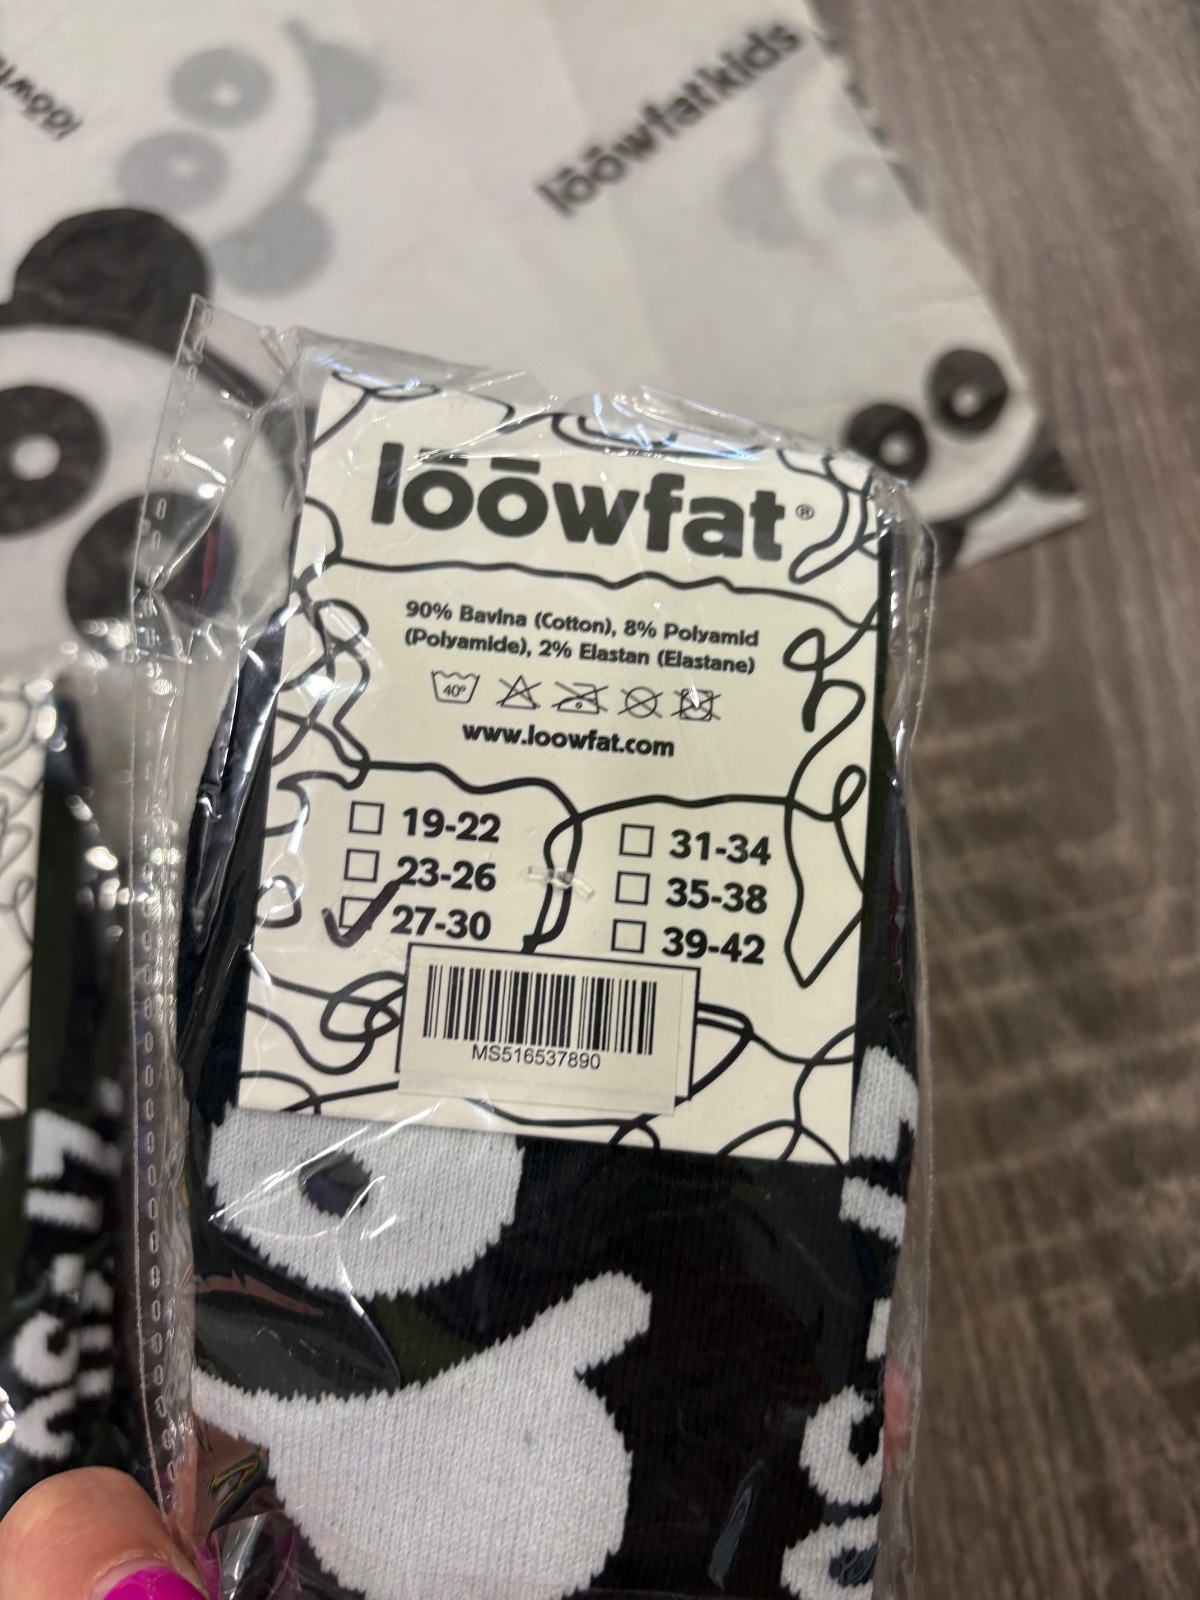 lōōwfatkids
lōōwfat®
90% Bavlna (Cotton), 8% Polyamid
(Polyamide), 2% Elastan (Elastane)
40°
www.loowfat.com
19-22
23-26
27-30
31-34
35-38
39-42
MS516537890